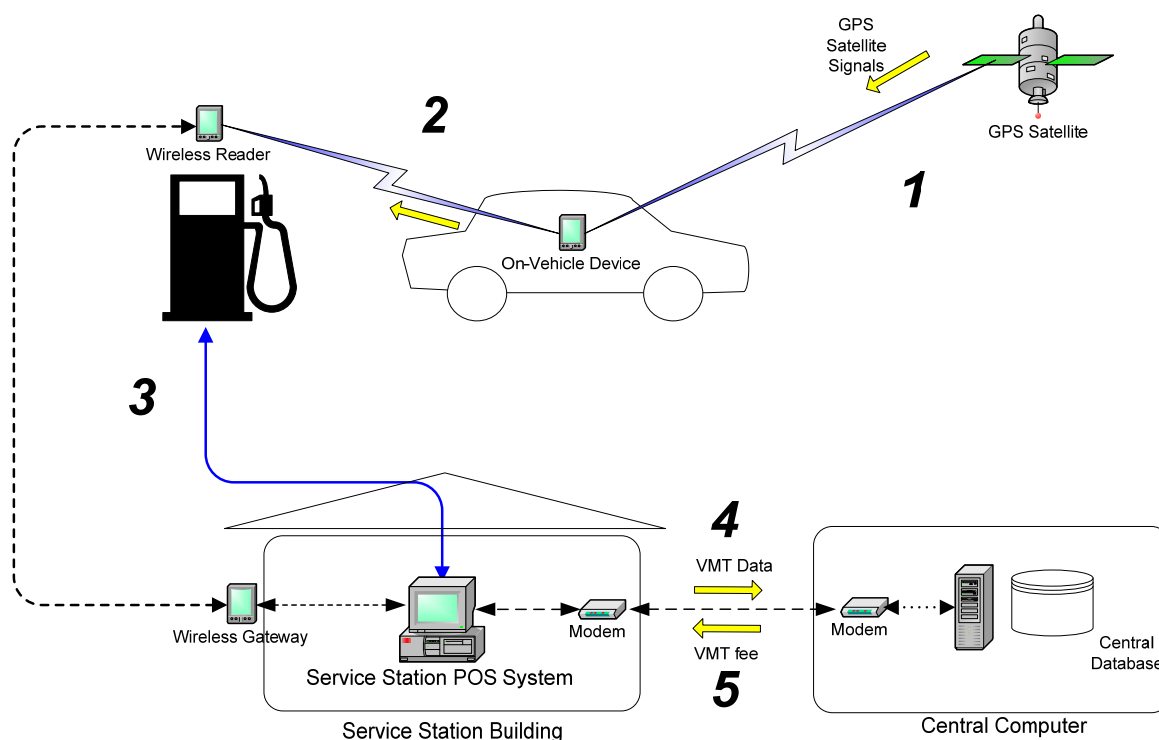 GPS
Satellite
Signals
GPS Satellite
1
2
Wireless Reader
On-Vehicle Device
3
4
VMT Data
Wireless Gateway
Modem
Modem
VMT fee
5
Central
Database
Service Station POS System
Service Station Building
Central Computer